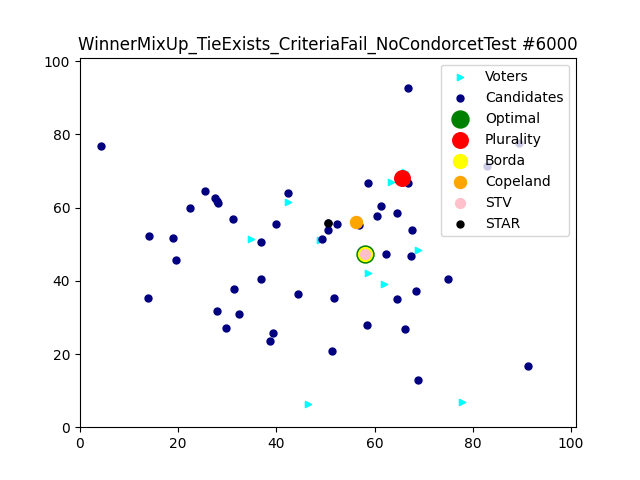 WinnerMixUp_TieExists_CriteriaFail_NoCondorcetTest #6000
100
80
60
40
20
0
0 20 40 60 80 100
Voters
Candidates
Optimal
Plurality
Borda
Copeland
STV
STAR